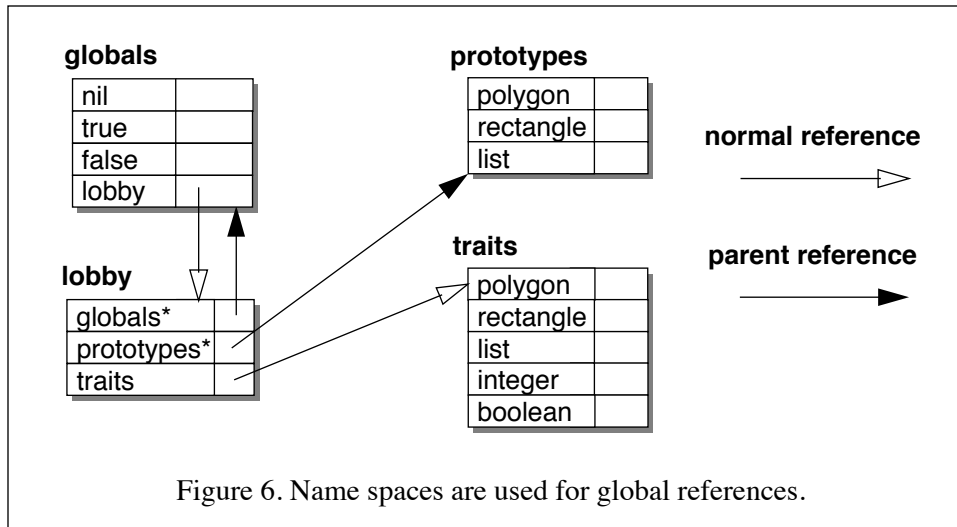 globals
nil
true
false
lobby
lobby
globals*
prototypes*
traits
prototypes
polygon
rectangle
list
traits
polygon
rectangle
list
integer
boolean
normal reference
parent reference
Figure 6. Name spaces are used for global references.